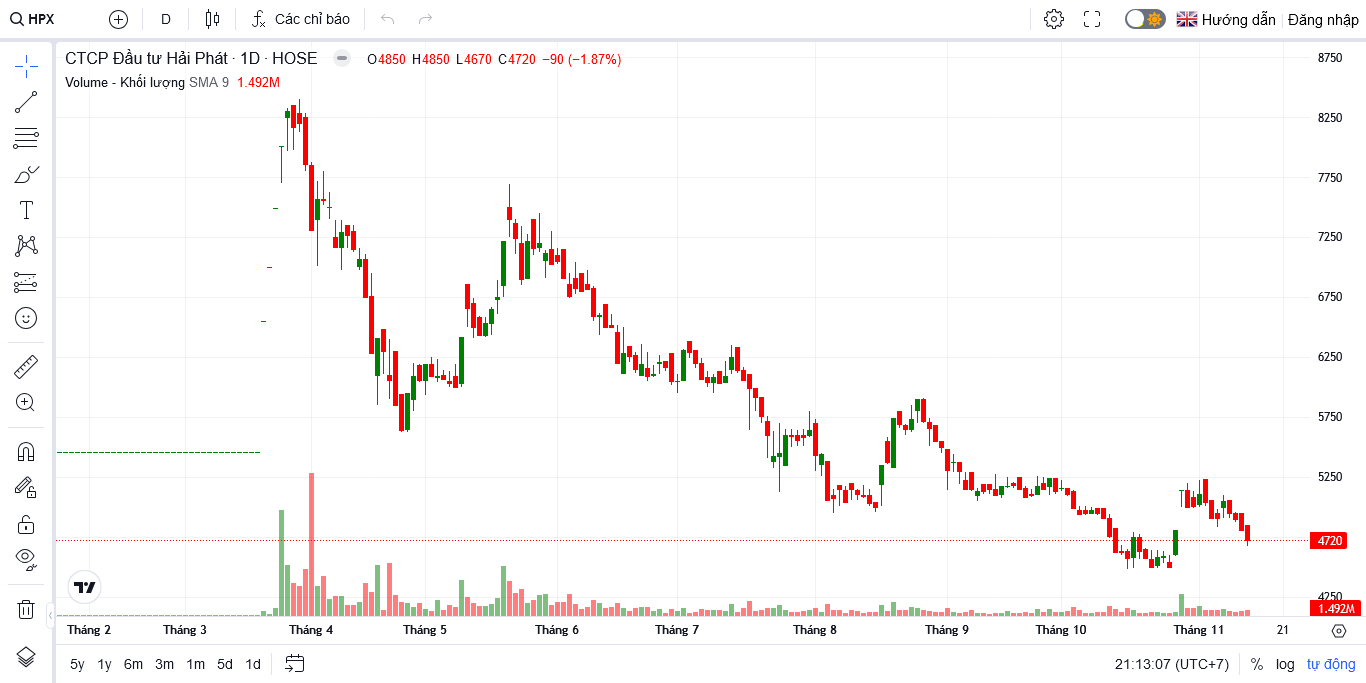 HPX D Các chỉ báo Hướng dẫn Đăng nhập
CTCP Đầu tư Hải Phát · 1D · HOSE O4850 H4850 L4670 C4720 −90 (−1.87%)
Volume - Khối lượng SMA 9 1.492M
8750
8250
7750
7250
6750
6250
5750
5250
4720
4250
1.492M
Tháng 2 Tháng 3 Tháng 4 Tháng 5 Tháng 6 Tháng 7 Tháng 8 Tháng 9 Tháng 10 Tháng 11 21
5y 1y 6m 3m 1m 5d 1d 21:13:07 (UTC+7) % log tự động